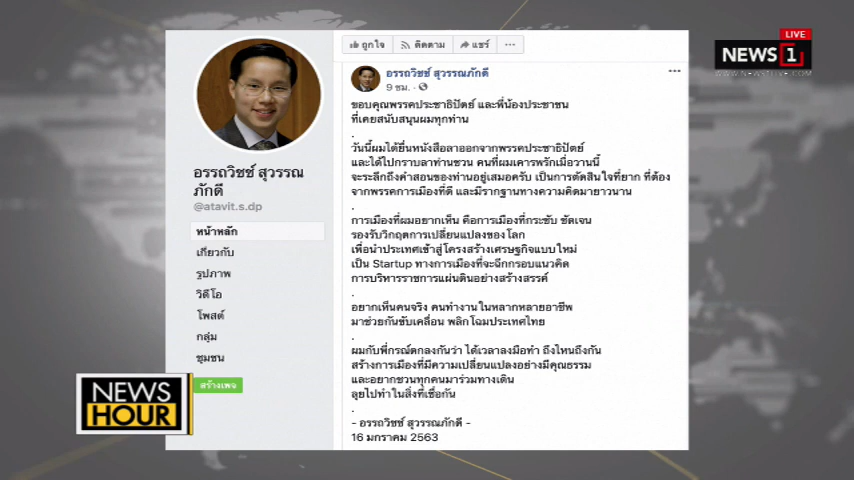 LIVE
NEWS 1
WWW.NEWS1LIVE.COM
ถูกใจ
ติดตาม
แชร์
อรรถวิชช์ สุวรรณภักดี
9 ชม.
ขอบคุณพรรคประชาธิปัตย์ และพี่น้องประชาชน
ที่เคยสนับสนุนผมทุกท่าน
.
วันนี้ผมได้ยื่นหนังสือลาออกจากพรรคประชาธิปัตย์
และได้ไปกราบลาท่านชวน คนที่ผมเคารพรักเมื่อวานนี้
จะระลึกถึงคำสอนของท่านอยู่เสมอครับ เป็นการตัดสินใจที่ยาก ที่ต้อง
จากพรรคการเมืองที่ดี และมีรากฐานทางความคิดมายาวนาน
.
การเมืองที่ผมอยากเห็น คือการเมืองที่กระชับ ชัดเจน
รองรับวิกฤตการเปลี่ยนแปลงของโลก
เพื่อนำประเทศเข้าสู่โครงสร้างเศรษฐกิจแบบใหม่
เป็น Startup ทางการเมืองที่จะฉีกกรอบแนวคิด
การบริหารราชการแผ่นดินอย่างสร้างสรรค์
.
อยากเห็นคนจริง คนทำงานในหลากหลายอาชีพ
มาช่วยกันขับเคลื่อน พลิกโฉมประเทศไทย
.
ผมกับพี่กรณ์ตกลงกันว่า ได้เวลาลงมือทำ ถึงไหนถึงกัน
สร้างการเมืองที่มีความเปลี่ยนแปลงอย่างมีคุณธรรม
และอยากชวนทุกคนมาร่วมทางเดิน
ลุยไปทำในสิ่งที่เชื่อกัน
.
- อรรถวิชช์ สุวรรณภักดี -
16 มกราคม 2563
อรรถวิชช์ สุวรรณ
ภักดี
@atavit.s.dp
หน้าหลัก
เกี่ยวกับ
รูปภาพ
วิดีโอ
โพสต์
กลุ่ม
ชุมชน
สร้างเพจ
NEWS
HOUR